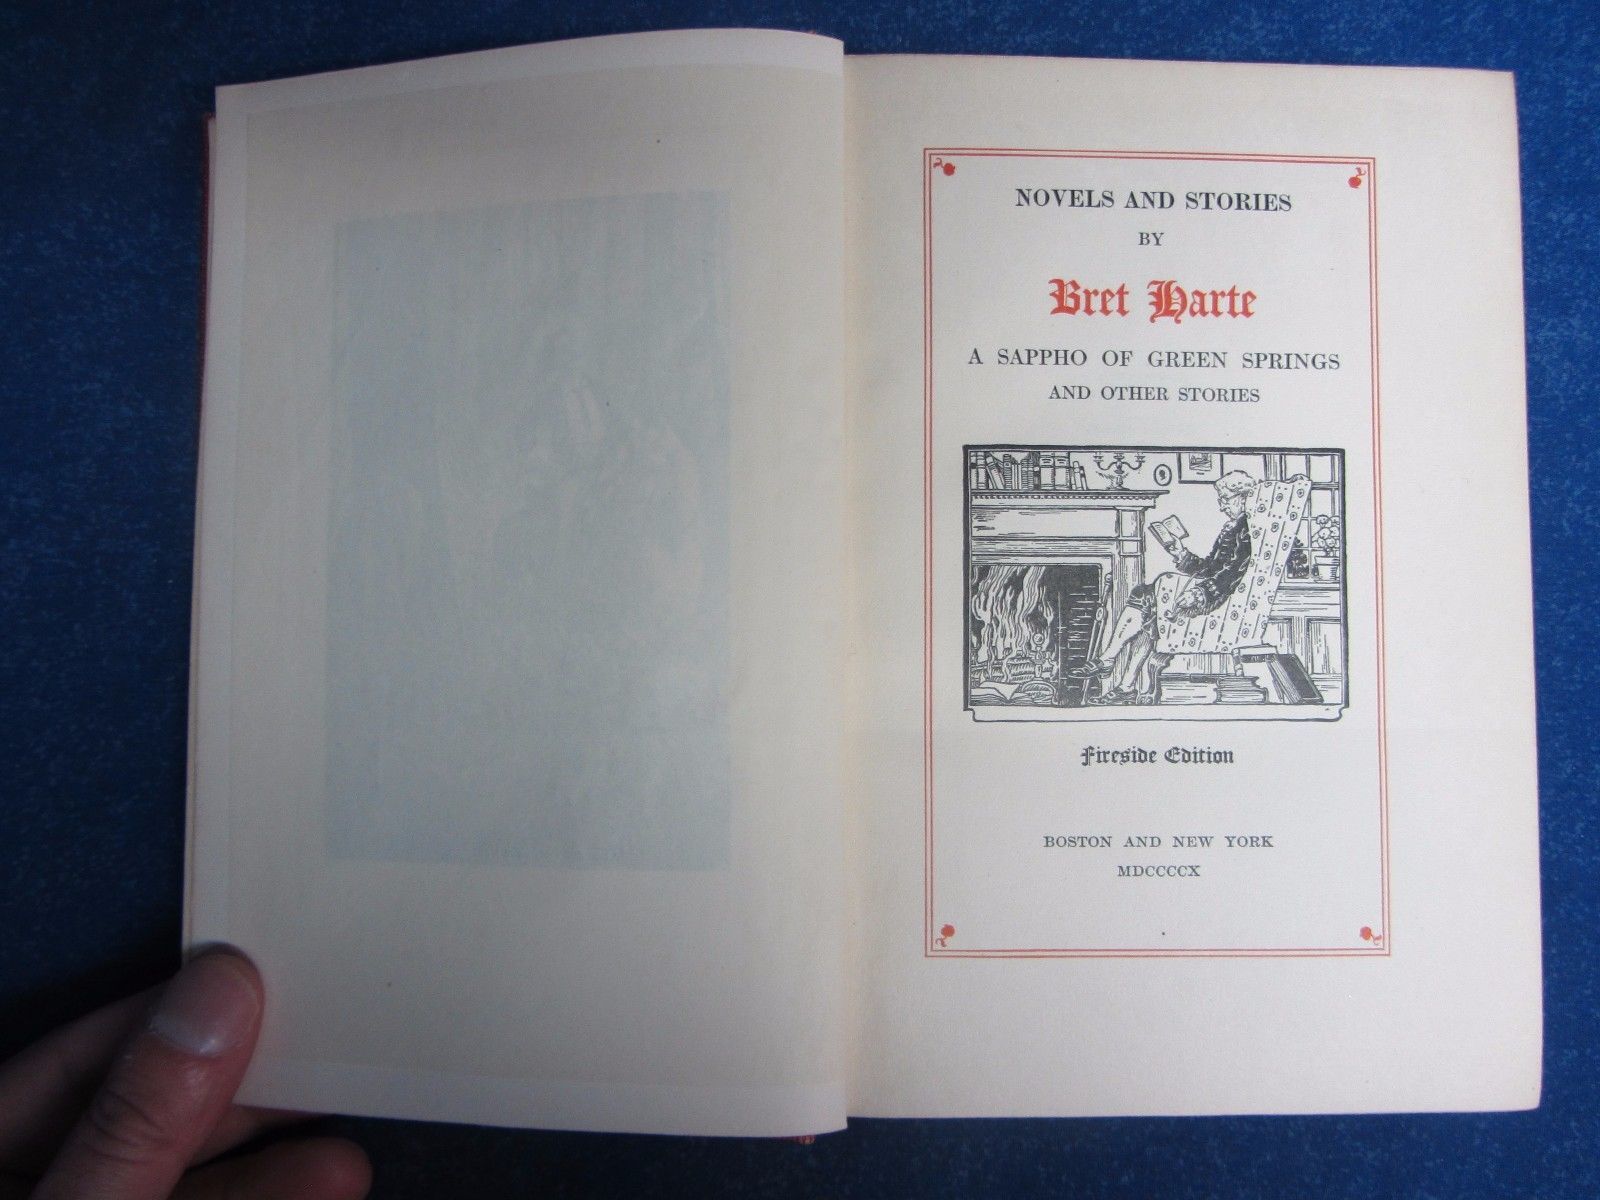 NOVELS AND STORIES
BY
Bret Harte
A SAPPHO OF GREEN SPRINGS
AND OTHER STORIES
Fireside Edition
BOSTON AND NEW YORK
MDCCCCX